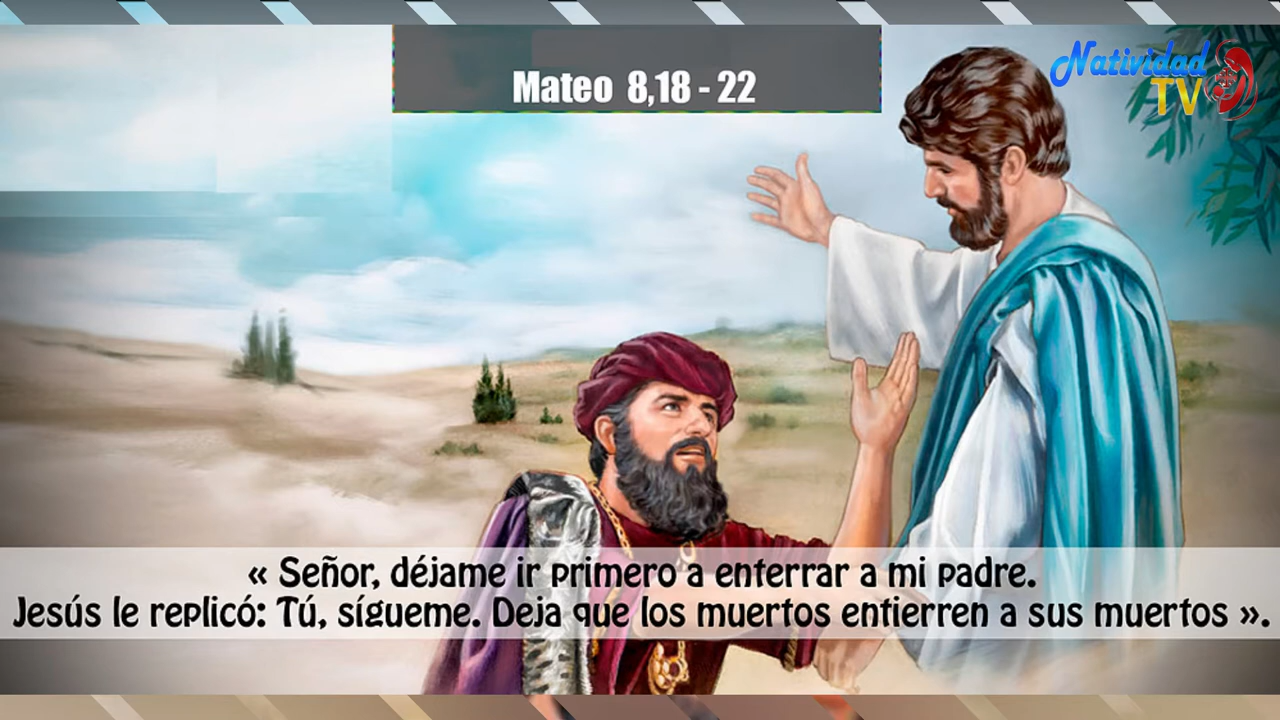 Mateo 8,18 - 22
Natividad
TV
« Señor, déjame ir primero a enterrar a mi padre.
Jesús le replicó: Tú, sígueme. Deja que los muertos entierren a sus muertos ».